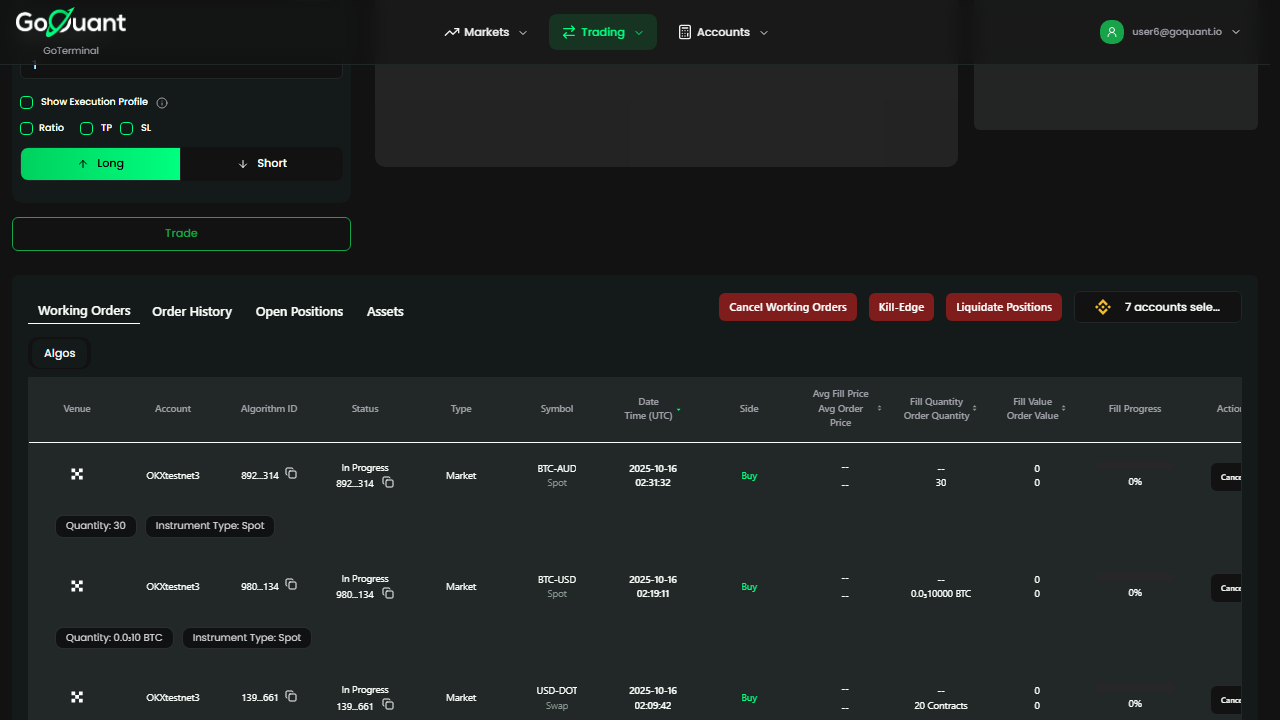 GoQuant
GoTerminal
Markets
Trading
Accounts
user6@goquant.io
Show Execution Profile
Ratio
TP
SL
Long
Short
Trade
Working Orders
Order History
Open Positions
Assets
Cancel Working Orders
Kill-Edge
Liquidate Positions
7 accounts sele...
Algos
Venue
Account
Algorithm ID
Status
Type
Symbol
Date
Time (UTC)
Side
Avg Fill Price
Avg Order
Price
Fill Quantity
Order Quantity
Fill Value
Order Value
Fill Progress
Action
OKXtestnet3
892...314
In Progress
892...314
Market
BTC-AUD
Spot
2025-10-16
02:31:32
Buy
--
--
--
30
0
0
0%
Cance
Quantity: 30
Instrument Type: Spot
OKXtestnet3
980...134
In Progress
980...134
Market
BTC-USD
Spot
2025-10-16
02:19:11
Buy
--
--
--
0.0₃10000 BTC
0
0
0%
Cance
Quantity: 0.0₃10 BTC
Instrument Type: Spot
OKXtestnet3
139...661
In Progress
139...661
Market
USD-DOT
Swap
2025-10-16
02:09:42
Buy
--
--
--
20 Contracts
0
0
0%
Cance